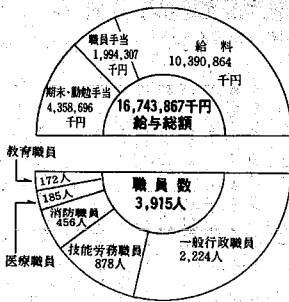 職員手当
1,994,307
千円
給料
10,390,864
千円
期末・勤勉手当
4,358,696
千円
16,743,867千円
給与総額
教育職員
172人
185人
医療職員
消防職員
456人
技能労務職員
878人
職員数
3,915人
一般行政職員
2,224人